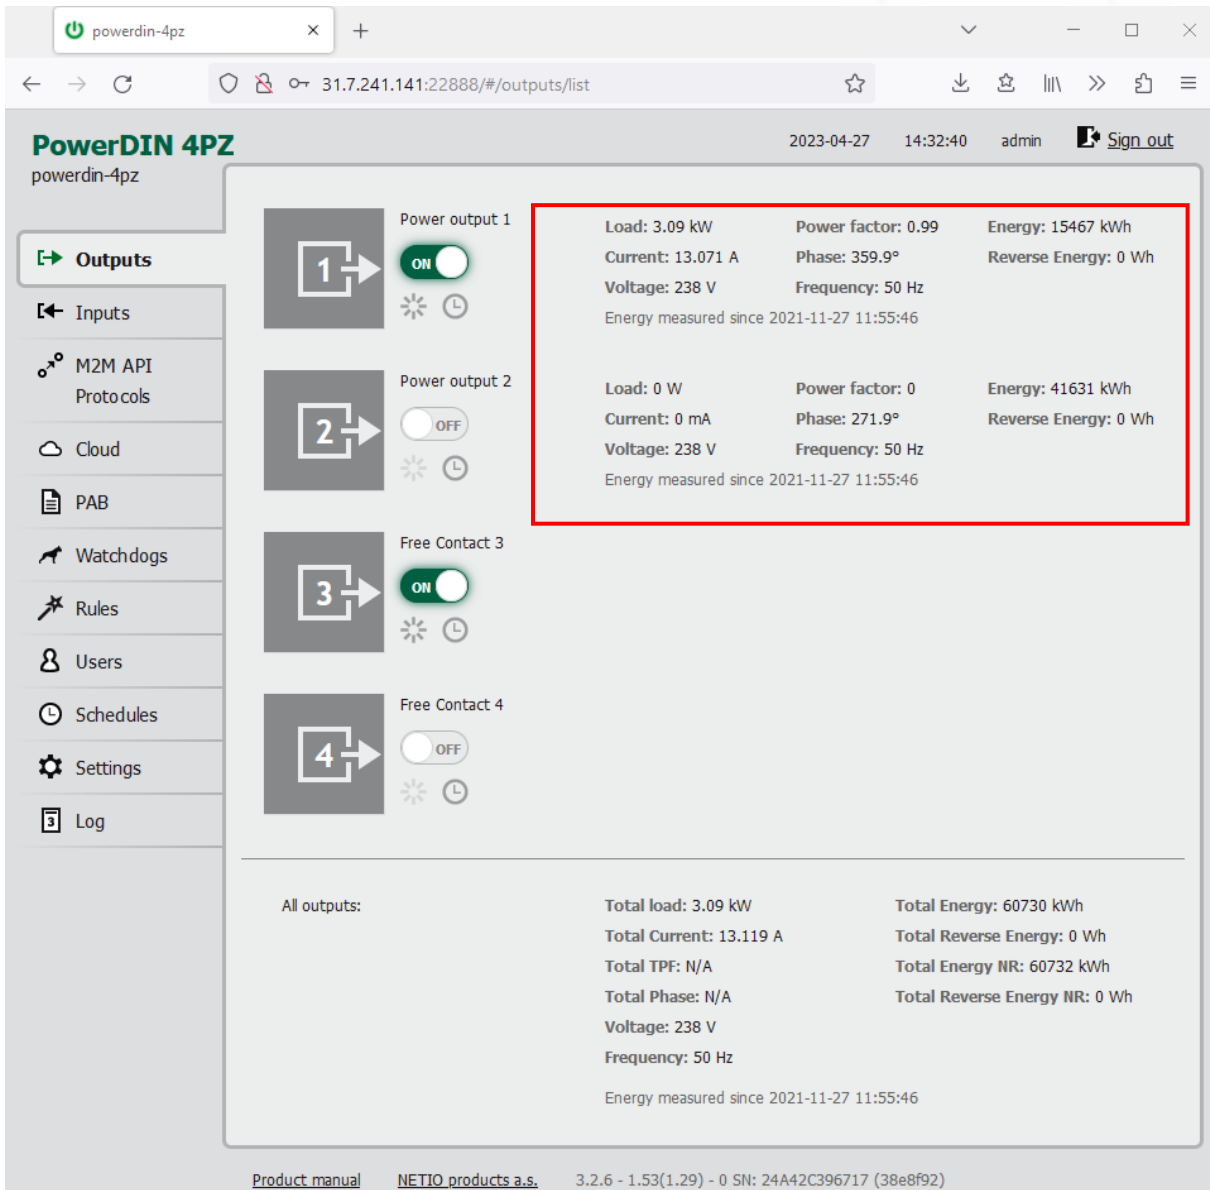 powerdin-4pz
31.7.241.141:22888/#/outputs/list
PowerDIN 4PZ
powerdin-4pz
2023-04-27 14:32:40 admin Sign out
Outputs
Inputs
M2M API
Protocols
Cloud
PAB
Watchdogs
Rules
Users
Schedules
Settings
3 Log
1
Power output 1
ON
Load: 3.09 kW Power factor: 0.99 Energy: 15467 kWh
Current: 13.071 A Phase: 359.9° Reverse Energy: 0 Wh
Voltage: 238 V Frequency: 50 Hz
Energy measured since 2021-11-27 11:55:46
2
Power output 2
OFF
Load: 0 W Power factor: 0 Energy: 41631 kWh
Current: 0 mA Phase: 271.9° Reverse Energy: 0 Wh
Voltage: 238 V Frequency: 50 Hz
Energy measured since 2021-11-27 11:55:46
3
Free Contact 3
ON
4
Free Contact 4
OFF
All outputs:
Total load: 3.09 kW Total Energy: 60730 kWh
Total Current: 13.119 A Total Reverse Energy: 0 Wh
Total TPF: N/A Total Energy NR: 60732 kWh
Total Phase: N/A Total Reverse Energy NR: 0 Wh
Voltage: 238 V
Frequency: 50 Hz
Energy measured since 2021-11-27 11:55:46
Product manual NETIO products a.s. 3.2.6 - 1.53(1.29) - 0 SN: 24A42C396717 (38e8f92)